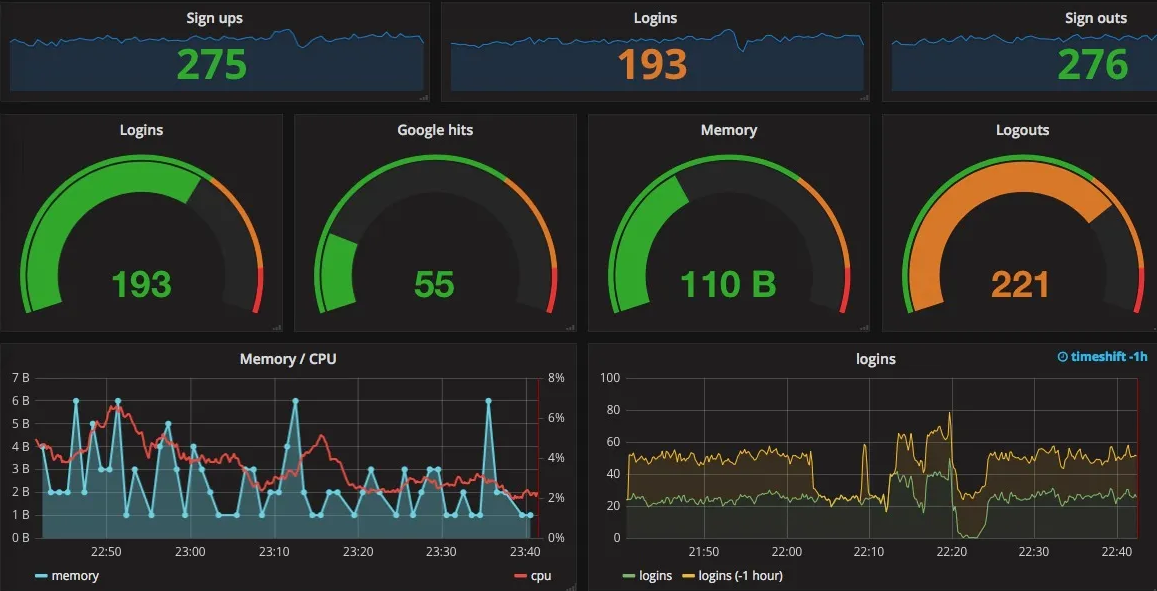 Sign ups
Logins
Sign outs
275
193
276
Logins
Google hits
Memory
Logouts
193
55
110 B
221
Memory / CPU
7 B
6 B
5 B
4 B
3 B
2 B
1 B
0 B
8%
6%
4%
2%
0%
22:50
23:00
23:10
23:20
23:30
23:40
memory
cpu
logins
timeshift -1h
100
80
60
40
20
0
21:50
22:00
22:10
22:20
22:30
22:40
logins
logins (-1 hour)